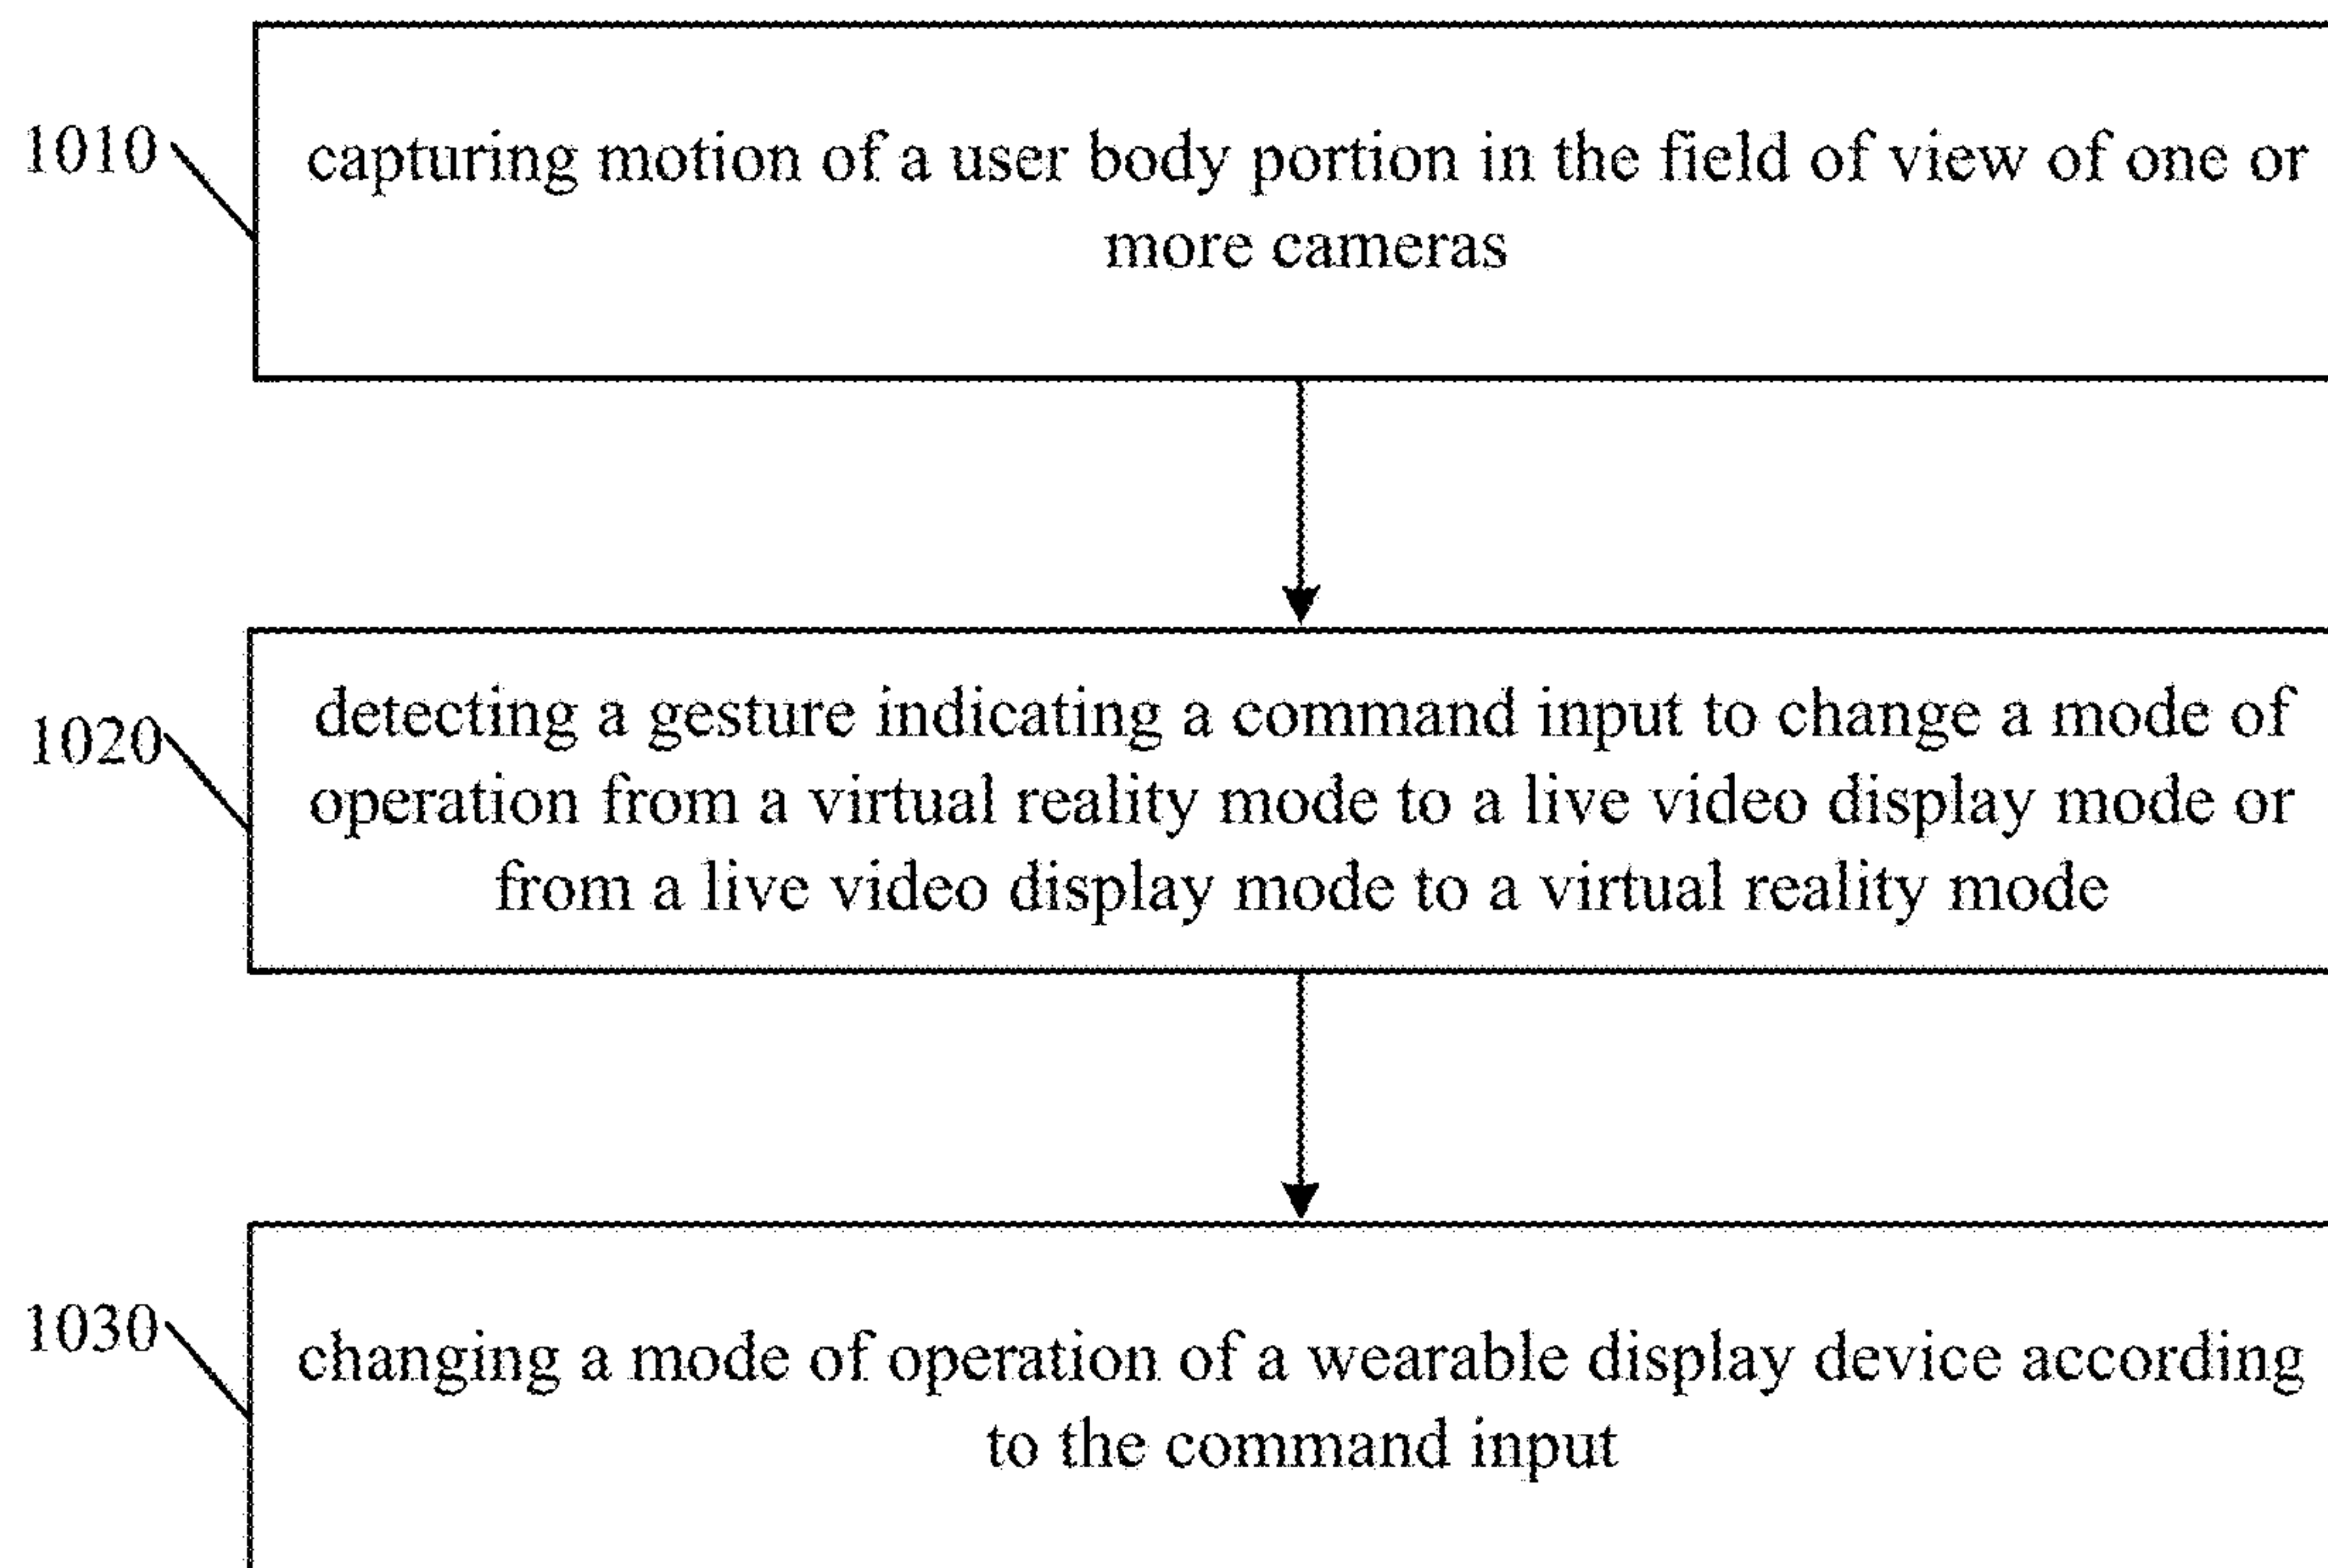 1010
capturing motion of a user body portion in the field of view of one or
more cameras
1020
detecting a gesture indicating a command input to change a mode of
operation from a virtual reality mode to a live video display mode or
from a live video display mode to a virtual reality mode
1030
changing a mode of operation of a wearable display device according
to the command input